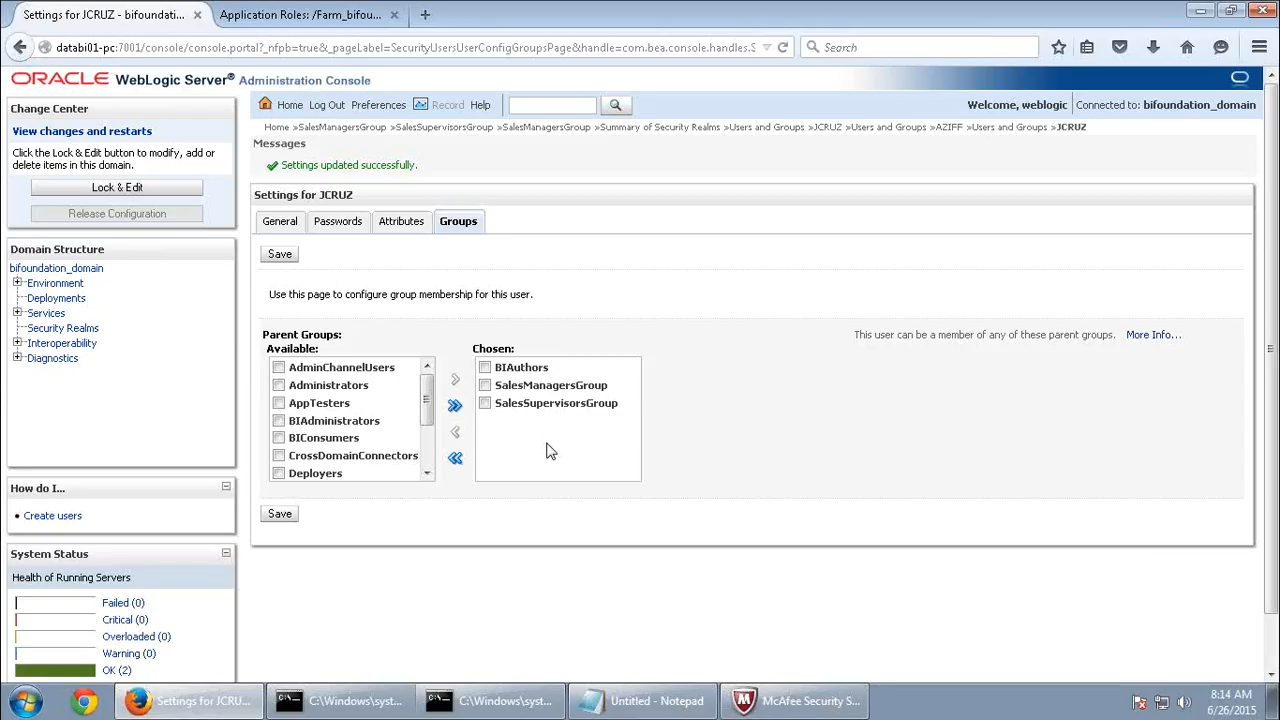 Settings for JCRUZ - bifoundati...
Application Roles: /Farm_bifou...
databi01-pc:7001/console/console.portal?_nfpb=true&_pageLabel=SecurityUsersUserConfigGroupsPage&handle=com.bea.console.handles.S
Search
ORACLE WebLogic Server® Administration Console
Change Center
View changes and restarts
Click the Lock & Edit button to modify, add or
delete items in this domain.
Lock & Edit
Release Configuration
Domain Structure
bifoundation_domain
Environment
Deployments
Services
Security Realms
Interoperability
Diagnostics
How do I...
Create users
System Status
Health of Running Servers
Failed (0)
Critical (0)
Overloaded (0)
Warning (0)
OK (2)
Home Log Out Preferences Record Help
Welcome, weblogic
Connected to: bifoundation_domain
Home »SalesManagersGroup »SalesSupervisorsGroup »SalesManagersGroup »Summary of Security Realms »Users and Groups »JCRUZ »Users and Groups »AZIFF »Users and Groups »JCRUZ
Messages
Settings updated successfully.
Settings for JCRUZ
General
Passwords
Attributes
Groups
Save
Use this page to configure group membership for this user.
Parent Groups:
This user can be a member of any of these parent groups.
More Info...
Available:
AdminChannelUsers
Administrators
AppTesters
BIAdministrators
BIConsumers
CrossDomainConnectors
Deployers
Chosen:
BIAuthors
SalesManagersGroup
SalesSupervisorsGroup
Save
Settings for JCRU...
C:\Windows\syst...
C:\Windows\syst...
Untitled - Notepad
McAfee Security S...
8:14 AM
6/26/2015